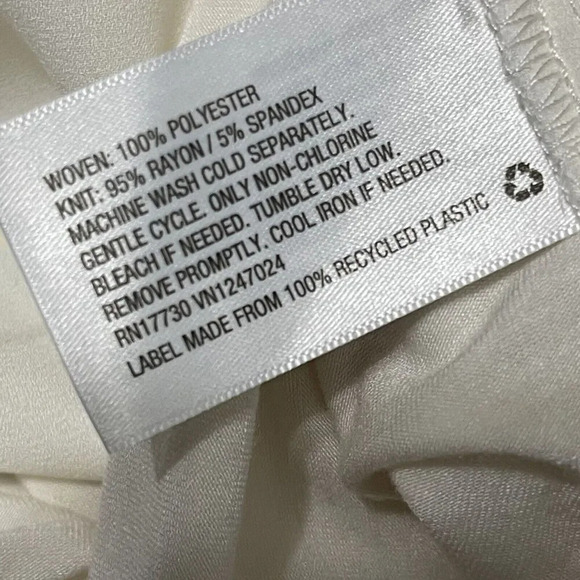 WOVEN: 100% POLYESTER
KNIT: 95% RAYON / 5% SPANDEX
MACHINE WASH COLD SEPARATELY.
GENTLE CYCLE. ONLY NON-CHLORINE
BLEACH IF NEEDED. TUMBLE DRY LOW.
REMOVE PROMPTLY. COOL IRON IF NEEDED.
RN17730 VN1247024
LABEL MADE FROM 100% RECYCLED PLASTIC